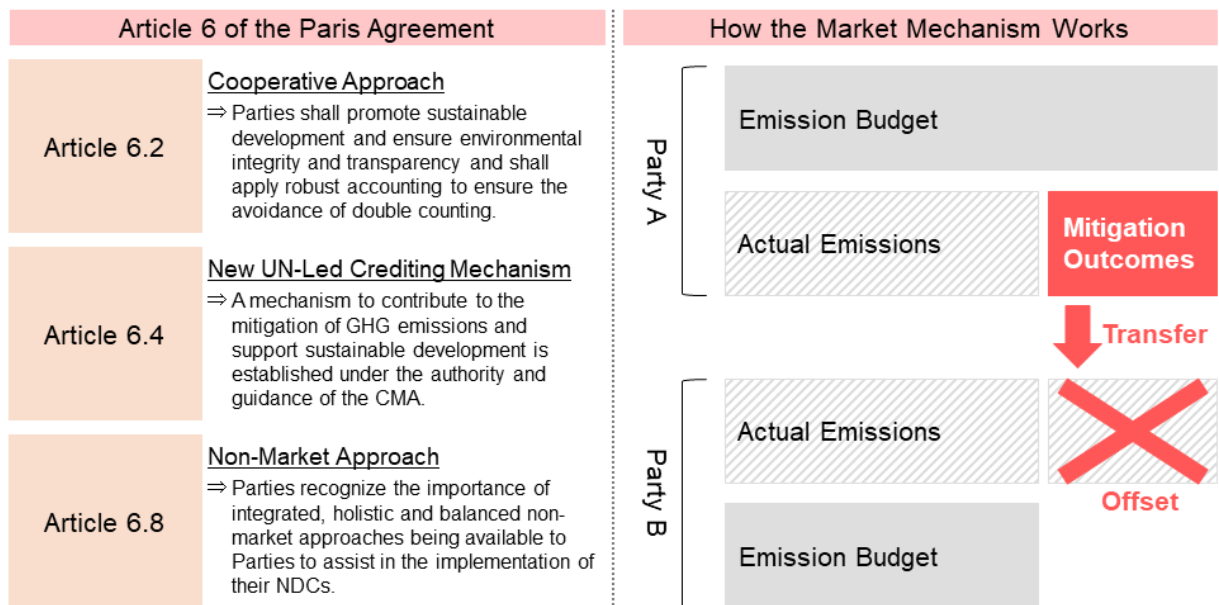 Article 6 of the Paris Agreement
Article 6.2
Cooperative Approach
⇒ Parties shall promote sustainable
development and ensure environmental
integrity and transparency and shall
apply robust accounting to ensure the
avoidance of double counting.
Article 6.4
New UN-Led Crediting Mechanism
⇒ A mechanism to contribute to the
mitigation of GHG emissions and
support sustainable development is
established under the authority and
guidance of the CMA.
Article 6.8
Non-Market Approach
⇒ Parties recognize the importance of
integrated, holistic and balanced non-
market approaches being available to
Parties to assist in the implementation of
their NDCs.
How the Market Mechanism Works
Party A
Emission Budget
Actual Emissions
Mitigation
Outcomes
Transfer
Party B
Actual Emissions
Offset
Emission Budget